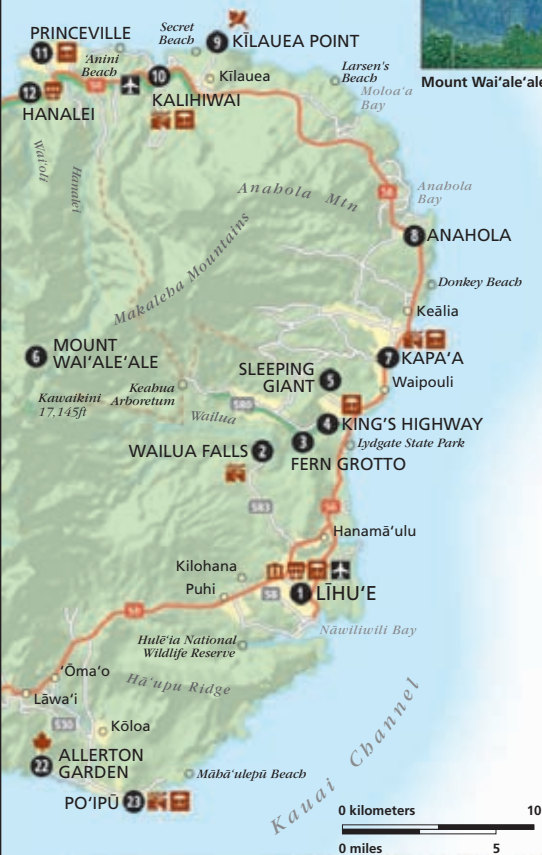 Mount Wai'ale'ale
PRINCEVILLE
11
Secret
Beach
9 KĪLAUEA POINT
'Anini
Beach
10
Kīlauea
Larsen's
Beach
Moloa'a
Bay
12
HANALEI
56
KALIHIWAI
Wai'oli
Hanalei
Anahola Mtn
56
Anahola
Bay
8 ANAHOLA
Makaleha Mountains
Donkey Beach
Keālia
6 MOUNT
WAI'ALE'ALE
7 KAPA'A
SLEEPING
GIANT 5
Waipouli
Kawaikini
17,145ft
Keahua
Arboretum
580
Wailua
4 KING'S HIGHWAY
Lydgate State Park
WAILUA FALLS 2
3
FERN GROTTO
583
56
Hanamā'ulu
Kilohana
Puhi
58
1 LĪHU'E
50
Nāwiliwili Bay
Hulē'ia National
Wildlife Reserve
'Ōma'o
Hā'upu Ridge
Lāwa'i
530
Kōloa
22 ALLERTON
GARDEN
Māhā'ulepū Beach
PO'IPŪ 23
Kauai Channel
0 kilometers 10
0 miles 5